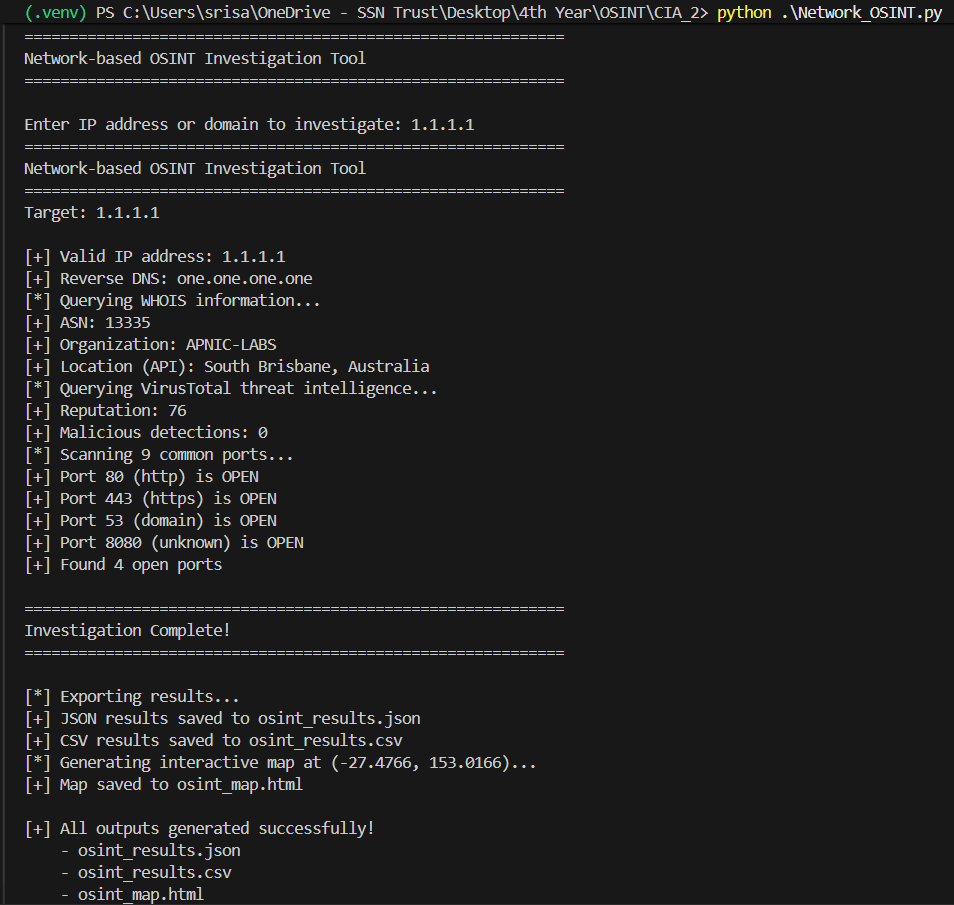 (.venv) PS C:\Users\srisa\OneDrive - SSN Trust\Desktop\4th Year\OSINT\CIA_2> python .\Network_OSINT.py
============================================================
Network-based OSINT Investigation Tool
============================================================
Enter IP address or domain to investigate: 1.1.1.1
============================================================
Network-based OSINT Investigation Tool
============================================================
Target: 1.1.1.1
[+] Valid IP address: 1.1.1.1
[+] Reverse DNS: one.one.one.one
[*] Querying WHOIS information...
[+] ASN: 13335
[+] Organization: APNIC-LABS
[+] Location (API): South Brisbane, Australia
[*] Querying VirusTotal threat intelligence...
[+] Reputation: 76
[+] Malicious detections: 0
[*] Scanning 9 common ports...
[+] Port 80 (http) is OPEN
[+] Port 443 (https) is OPEN
[+] Port 53 (domain) is OPEN
[+] Port 8080 (unknown) is OPEN
[+] Found 4 open ports
============================================================
Investigation Complete!
============================================================
[*] Exporting results...
[+] JSON results saved to osint_results.json
[+] CSV results saved to osint_results.csv
[*] Generating interactive map at (-27.4766, 153.0166)...
[+] Map saved to osint_map.html
[+] All outputs generated successfully!
- osint_results.json
- osint_results.csv
- osint_map.html